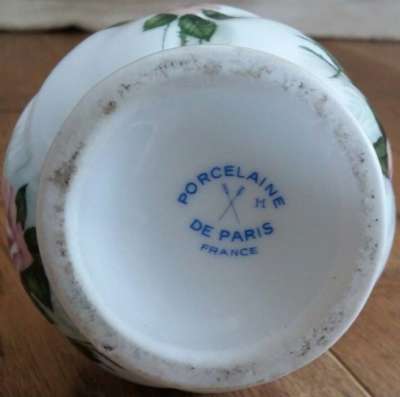 PORCELAINE
H
DE PARIS
FRANCE